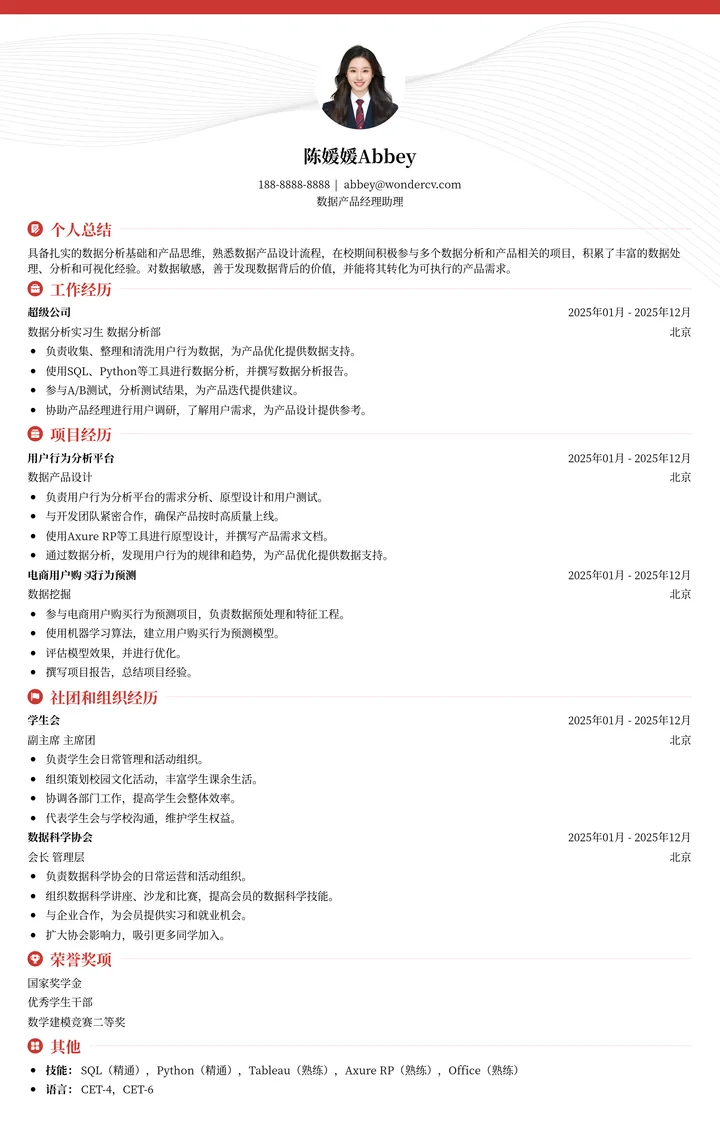 陈媛媛Abbey
188-8888-8888 | abbey@wondercv.com
数据产品经理助理
个人总结
具备扎实的数据分析基础和产品思维，熟悉数据产品设计流程，在校期间积极参与多个数据分析和产品相关的项目，积累了丰富的数据处
理、分析和可视化经验。对数据敏感，善于发现数据背后的价值，并能将其转化为可执行的产品需求。
工作经历
超级公司 2025年01月 - 2025年12月
数据分析实习生 数据分析部 北京
• 负责收集、整理和清洗用户行为数据，为产品优化提供数据支持。
• 使用SQL、Python等工具进行数据分析，并撰写数据分析报告。
• 参与A/B测试，分析测试结果，为产品迭代提供建议。
• 协助产品经理进行用户调研，了解用户需求，为产品设计提供参考。
项目经历
用户行为分析平台 2025年01月 - 2025年12月
数据产品设计 北京
• 负责用户行为分析平台的需求分析、原型设计和用户测试。
• 与开发团队紧密合作，确保产品按时高质量上线。
• 使用Axure RP等工具进行原型设计，并撰写产品需求文档。
• 通过数据分析，发现用户行为的规律和趋势，为产品优化提供数据支持。
电商用户购买行为预测 2025年01月 - 2025年12月
数据挖掘 北京
• 参与电商用户购买行为预测项目，负责数据预处理和特征工程。
• 使用机器学习算法，建立用户购买行为预测模型。
• 评估模型效果，并进行优化。
• 撰写项目报告，总结项目经验。
社团和组织经历
学生会 2025年01月 - 2025年12月
副主席 主席团 北京
• 负责学生会日常管理和活动组织。
• 组织策划校园文化活动，丰富学生课余生活。
• 协调各部门工作，提高学生会整体效率。
• 代表学生会与学校沟通，维护学生权益。
数据科学协会 2025年01月 - 2025年12月
会长 管理层 北京
• 负责数据科学协会的日常运营和活动组织。
• 组织数据科学讲座、沙龙和比赛，提高会员的数据科学技能。
• 与企业合作，为会员提供实习和就业机会。
• 扩大协会影响力，吸引更多同学加入。
荣誉奖项
国家奖学金
优秀学生干部
数学建模竞赛二等奖
其他
• 技能： SQL（精通），Python（精通），Tableau（熟练），Axure RP（熟练），Office（熟练）
• 语言： CET-4，CET-6